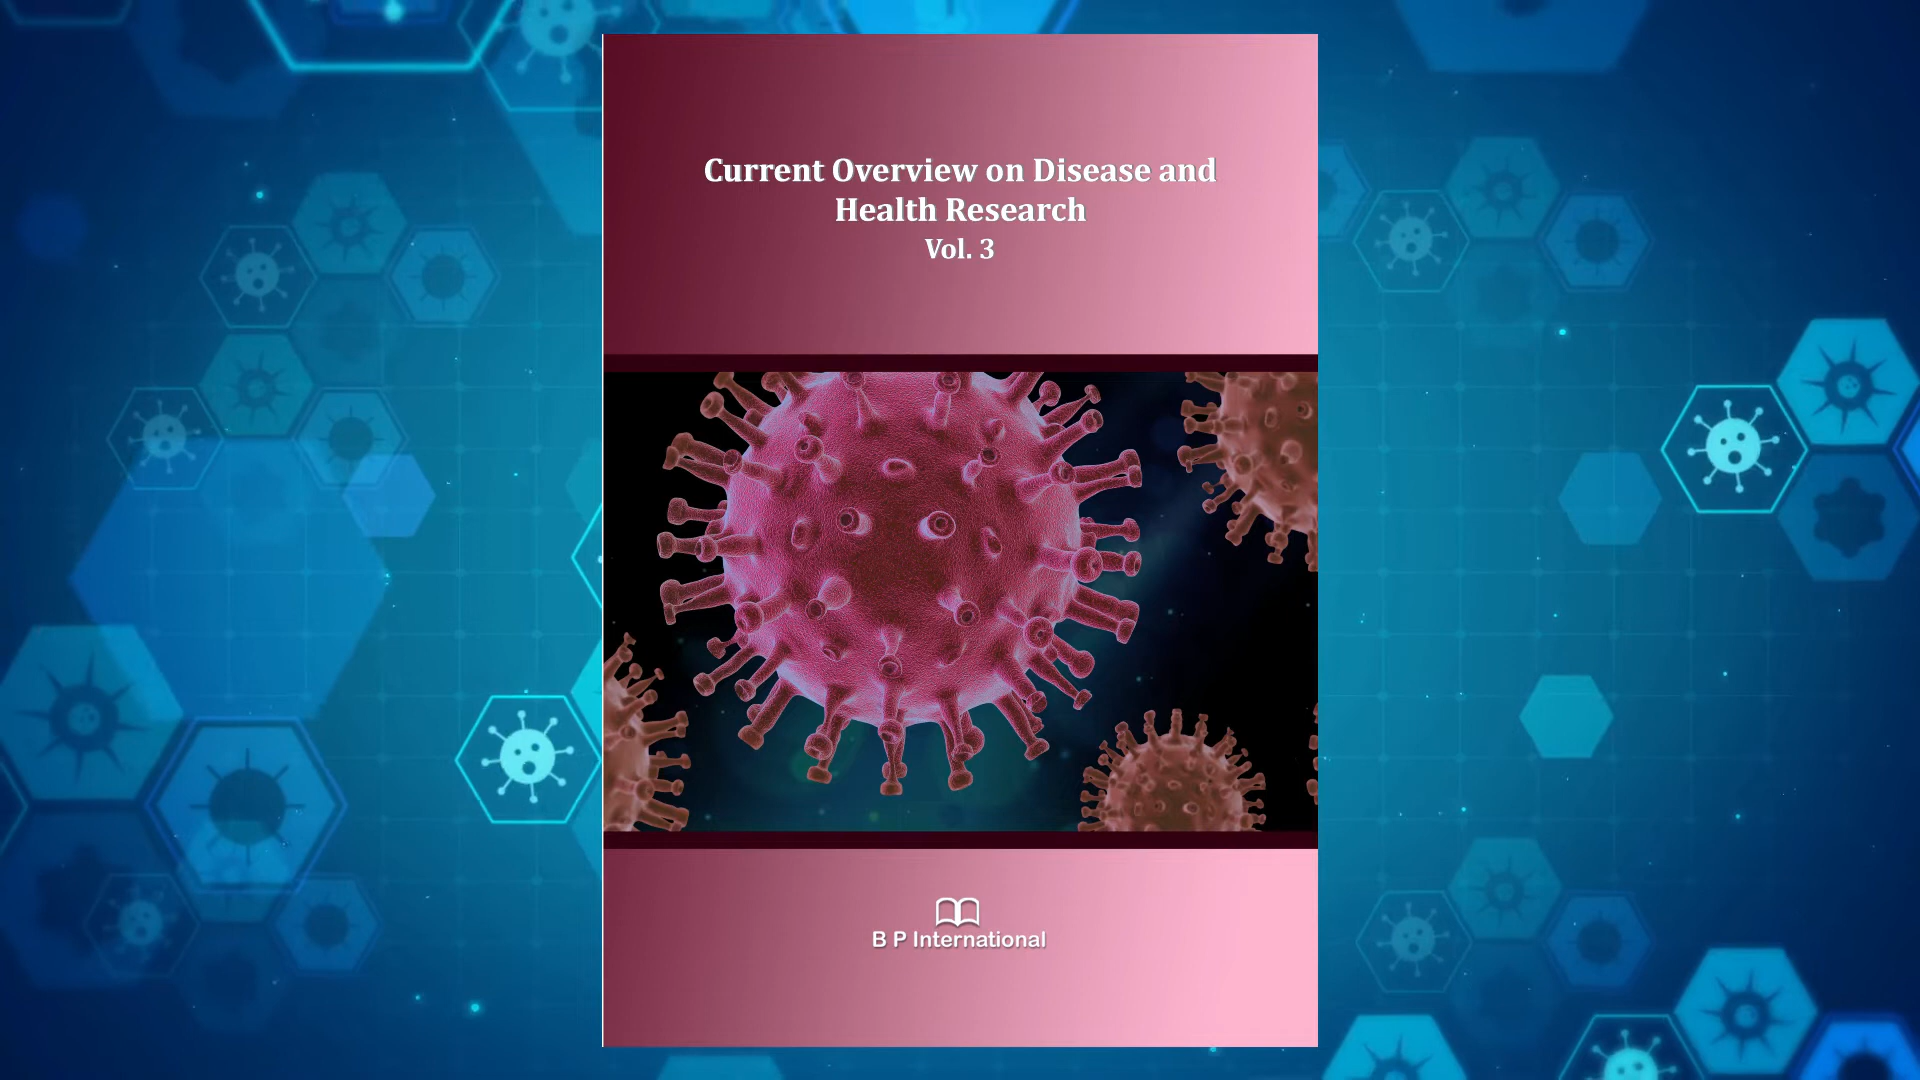 Current Overview on Disease and
Health Research
Vol. 3
B P International